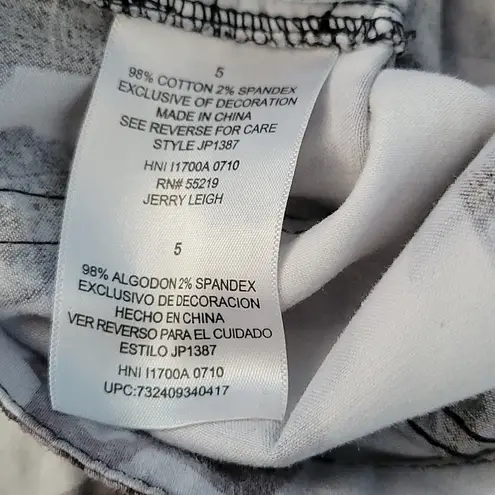 5
98% COTTON 2% SPANDEX
EXCLUSIVE OF DECORATION
MADE IN CHINA
SEE REVERSE FOR CARE
STYLE JP1387
HNI I1700A 0710
RN# 55219
JERRY LEIGH
5
98% ALGODON 2% SPANDEX
EXCLUSIVO DE DECORACION
HECHO EN CHINA
VER REVERSO PARA EL CUIDADO
ESTILO JP1387
HNI I1700A 0710
UPC:732409340417